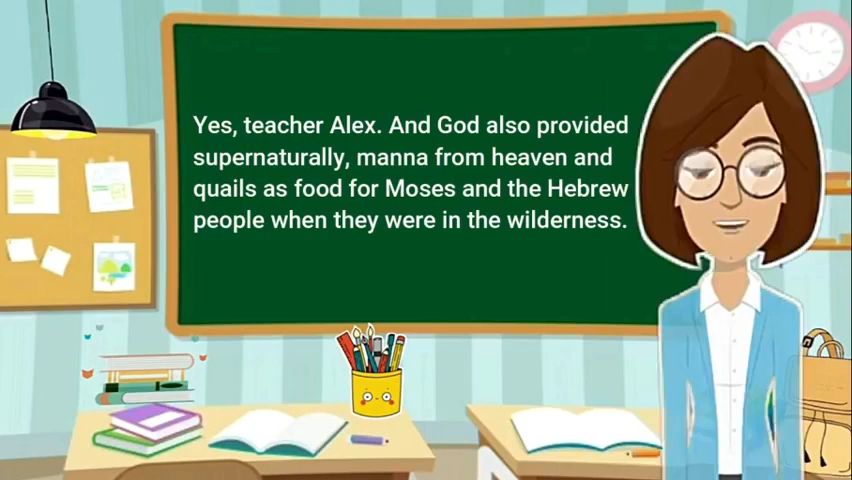 Yes, teacher Alex. And God also provided
supernaturally, manna from heaven and
quails as food for Moses and the Hebrew
people when they were in the wilderness.